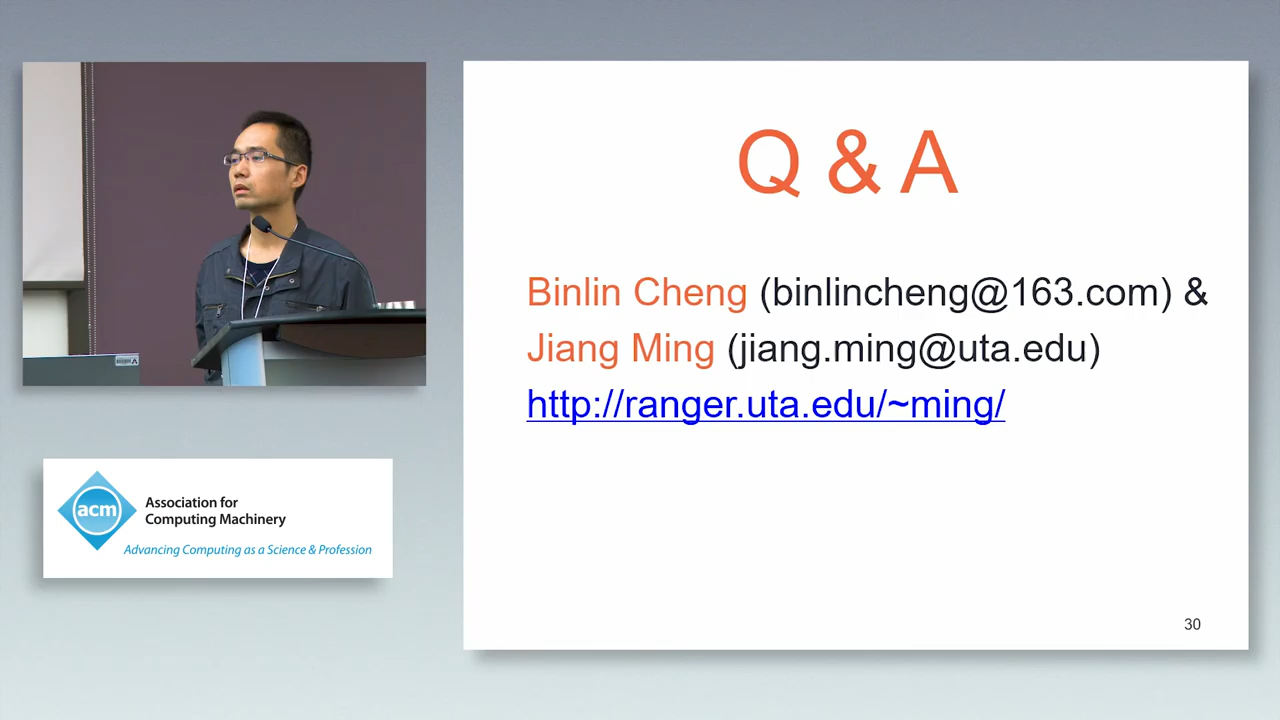 Q & A
Binlin Cheng (binlincheng@163.com) &
Jiang Ming (jiang.ming@uta.edu)
http://ranger.uta.edu/~ming/
30
acm
Association for
Computing Machinery
Advancing Computing as a Science & Profession